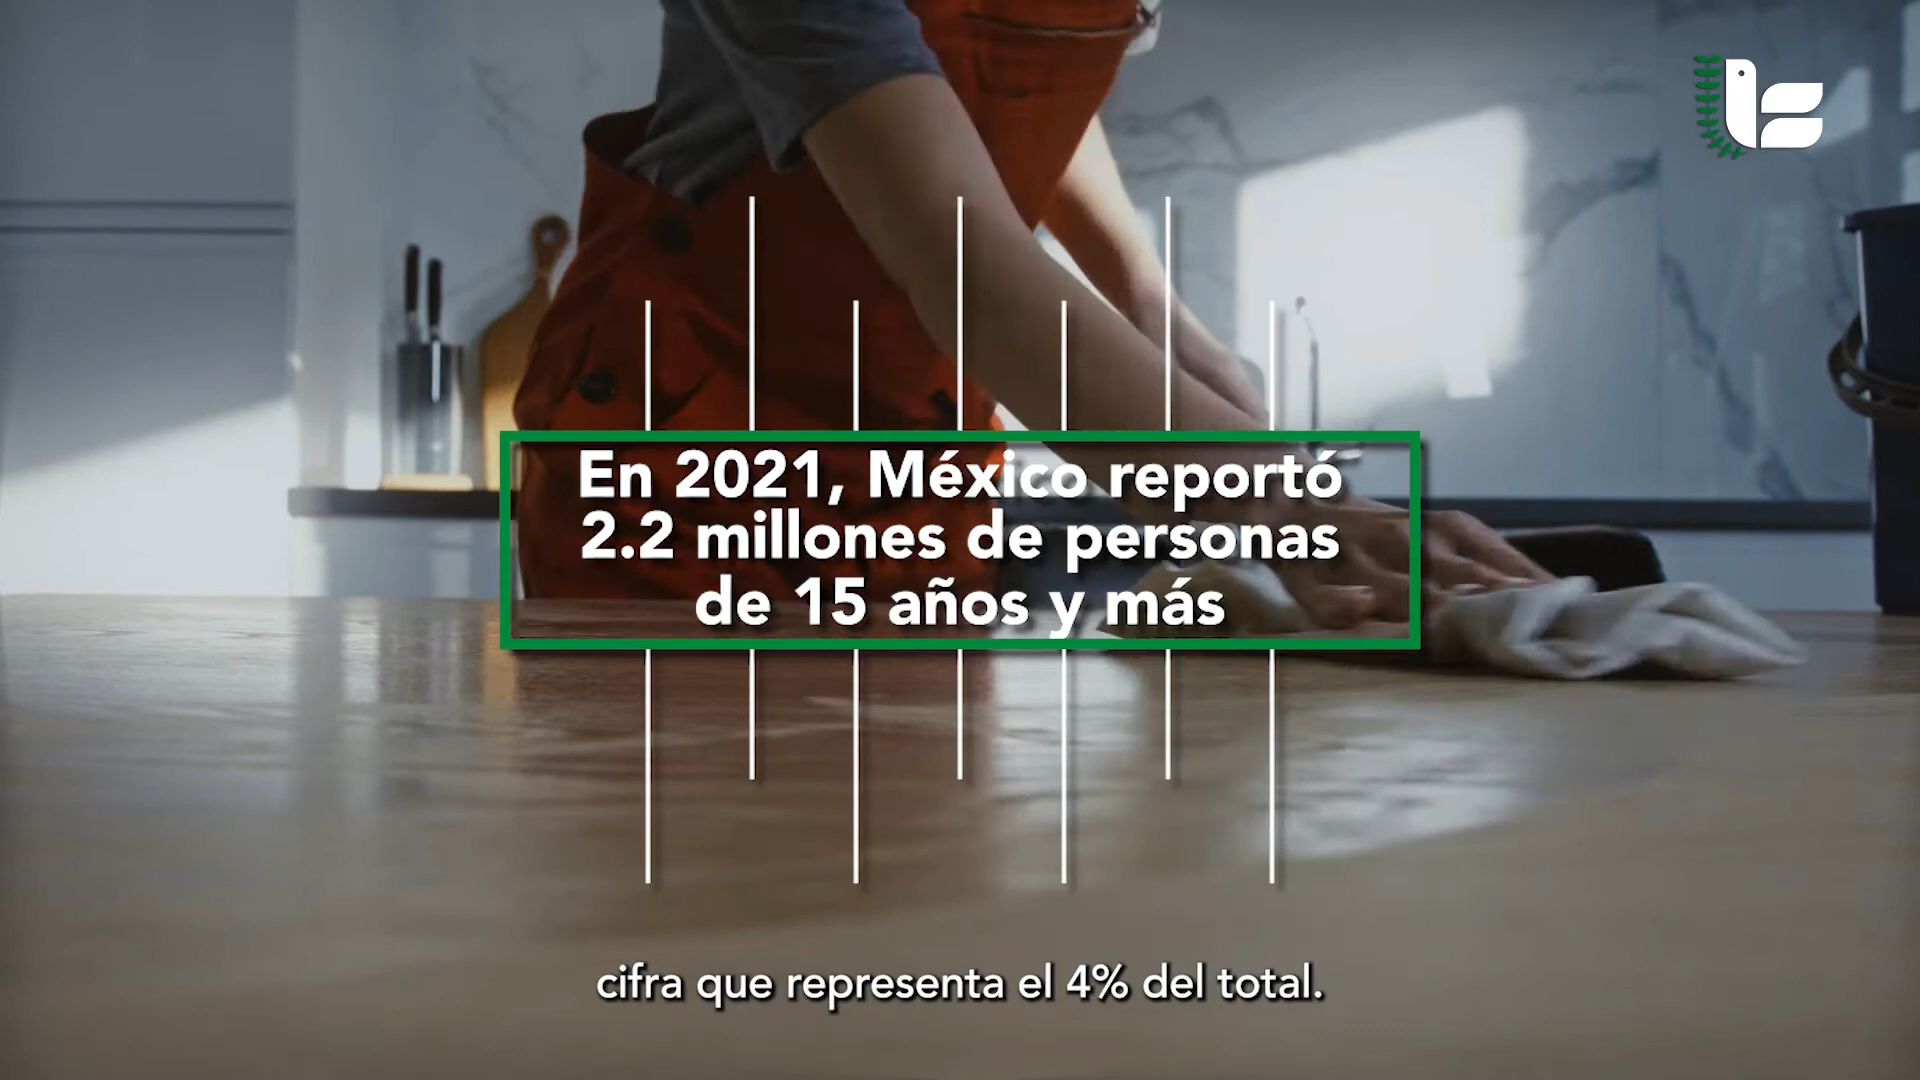 En 2021, México reportó
2.2 millones de personas
de 15 años y más
cifra que representa el 4% del total.